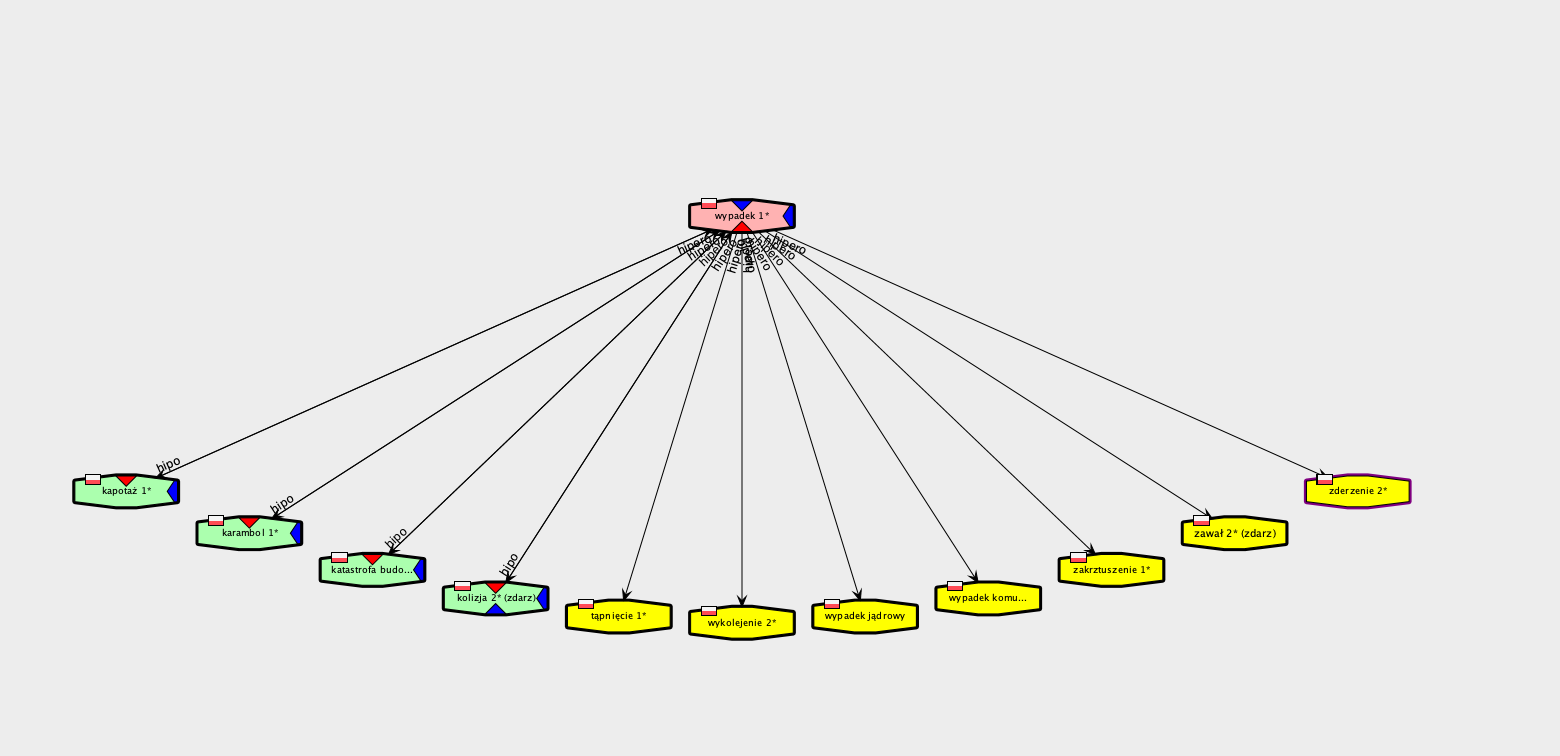 wypadek 1*
hipero
hipero
hipero
hipero
hipero
hipero
hipero
hipero
hipero
hipo
hipo
hipo
hipo
kapotaż 1*
karambol 1*
katastrofa budo...
kolizja 2* (zdarz)
tąpnięcie 1*
wykolejenie 2*
wypadek jądrowy
wypadek komu...
zakrztuszenie 1*
zawał 2* (zdarz)
zderzenie 2*